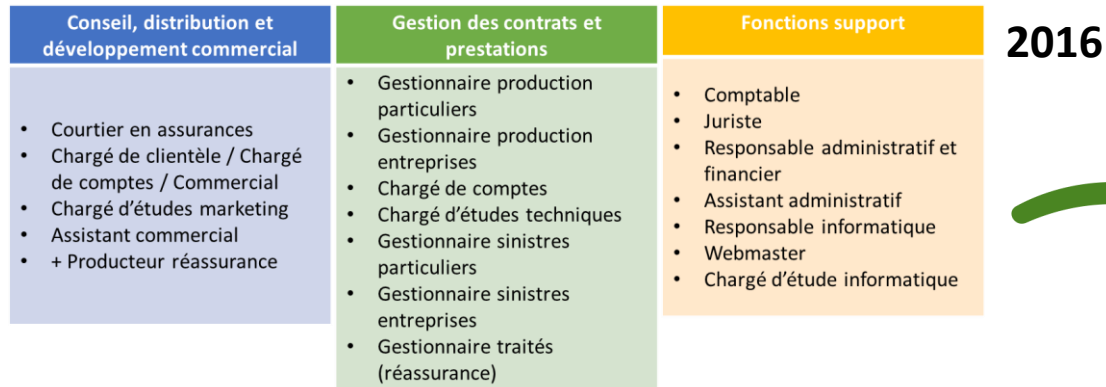 Conseil, distribution et
développement commercial
• Courtier en assurances
• Chargé de clientèle / Chargé
de comptes / Commercial
• Chargé d'études marketing
• Assistant commercial
• + Producteur réassurance
Gestion des contrats et
prestations
• Gestionnaire production
particuliers
• Gestionnaire production
entreprises
• Chargé de comptes
• Chargé d'études techniques
• Gestionnaire sinistres
particuliers
• Gestionnaire sinistres
entreprises
• Gestionnaire traités
(réassurance)
Fonctions support
• Comptable
• Juriste
• Responsable administratif et
financier
• Assistant administratif
• Responsable informatique
• Webmaster
• Chargé d'étude informatique
2016